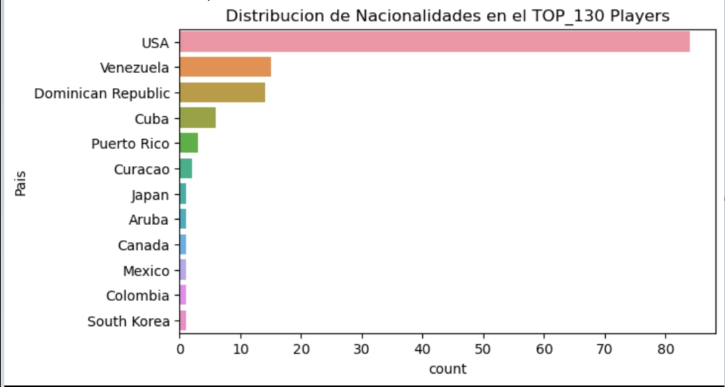 Distribucion de Nacionalidades en el TOP_130 Players
USA
Venezuela
Dominican Republic
Cuba
Puerto Rico
Curacao
Japan
Aruba
Canada
Mexico
Colombia
South Korea
Pais
0 10 20 30 40 50 60 70 80
count